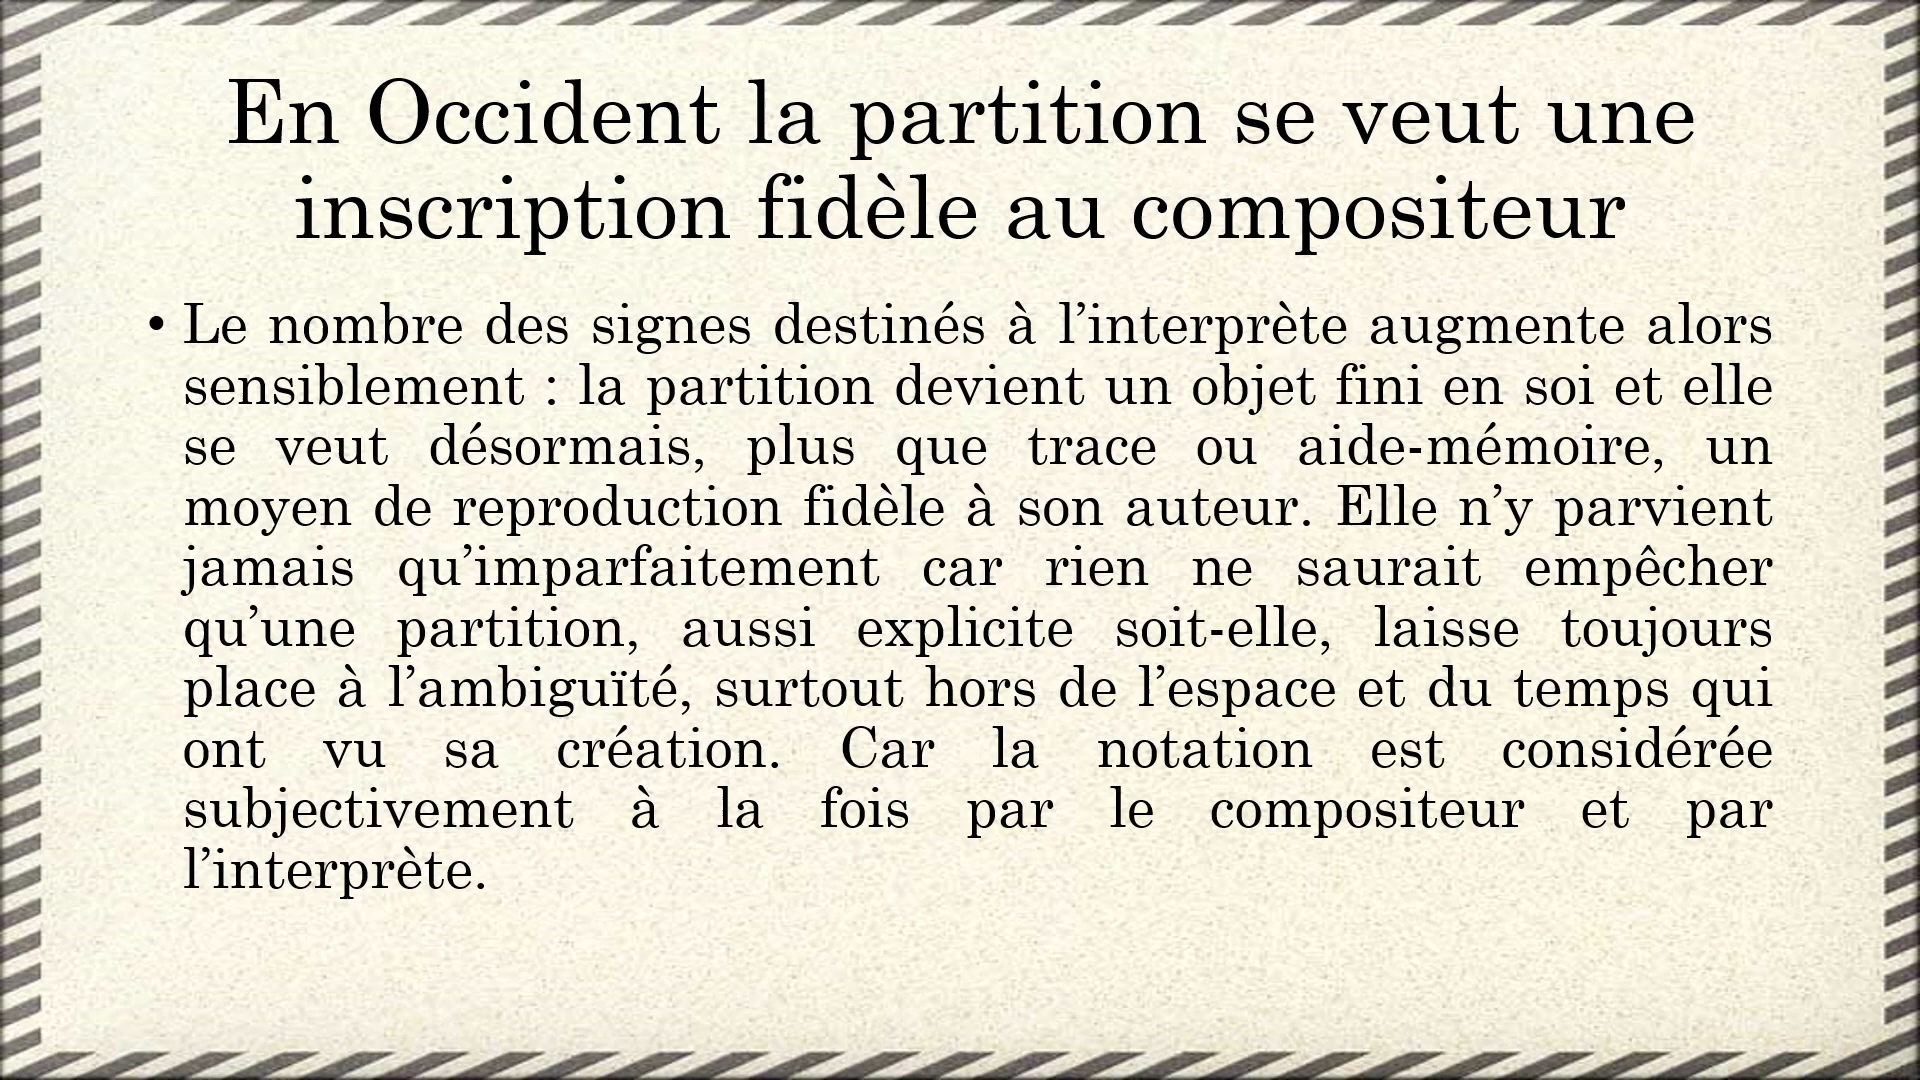 En Occident la partition se veut une
inscription fidèle au compositeur
• Le nombre des signes destinés à l’interprète augmente alors
sensiblement : la partition devient un objet fini en soi et elle
se veut désormais, plus que trace ou aide-mémoire, un
moyen de reproduction fidèle à son auteur. Elle n’y parvient
jamais qu’imparfaitement car rien ne saurait empêcher
qu’une partition, aussi explicite soit-elle, laisse toujours
place à l’ambiguïté, surtout hors de l’espace et du temps qui
ont vu sa création. Car la notation est considérée
subjectivement à la fois par le compositeur et par
l’interprète.